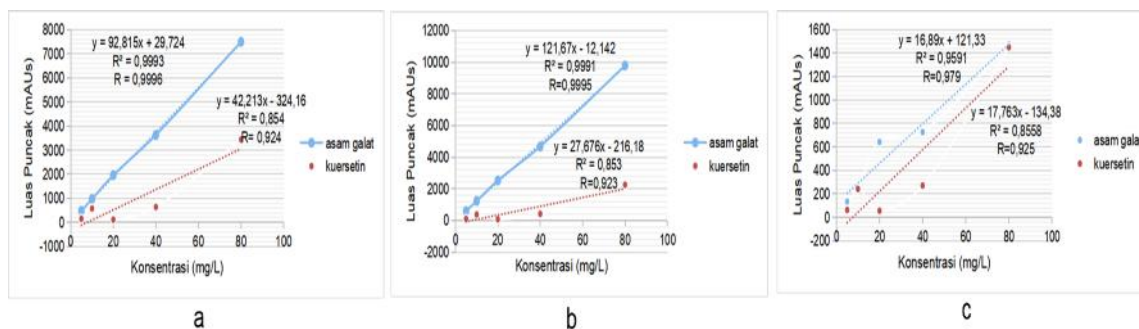 8000
7000
6000
5000
4000
3000
2000
1000
0
-1000
Luas Puncak (mAUs)
y = 92,815x + 29,724
R² = 0,9993
R = 0,9996
y = 42,213x - 324,16
R² = 0,854
R= 0,924
asam galat
kuersetin
0 20 40 60 80 100
Konsentrasi (mg/L)
a
12000
10000
8000
6000
4000
2000
0
-2000
Luas Puncak (mAUs)
y = 121,67x - 12,142
R² = 0,9991
R=0,9995
y = 27,676x - 216,18
R² = 0,853
R=0,923
asam galat
kuersetin
0 20 40 60 80 100
Konsentrasi (mg/L)
b
1600
1400
1200
1000
800
600
400
200
0
-200
Luas Puncak (mAUs)
y = 16,89x + 121,33
R² = 0,9591
R=0,979
y = 17,763x - 134,38
R² = 0,8558
R=0,925
asam galat
kuersetin
0 20 40 60 80 100
Konsentrasi (mg/L)
c